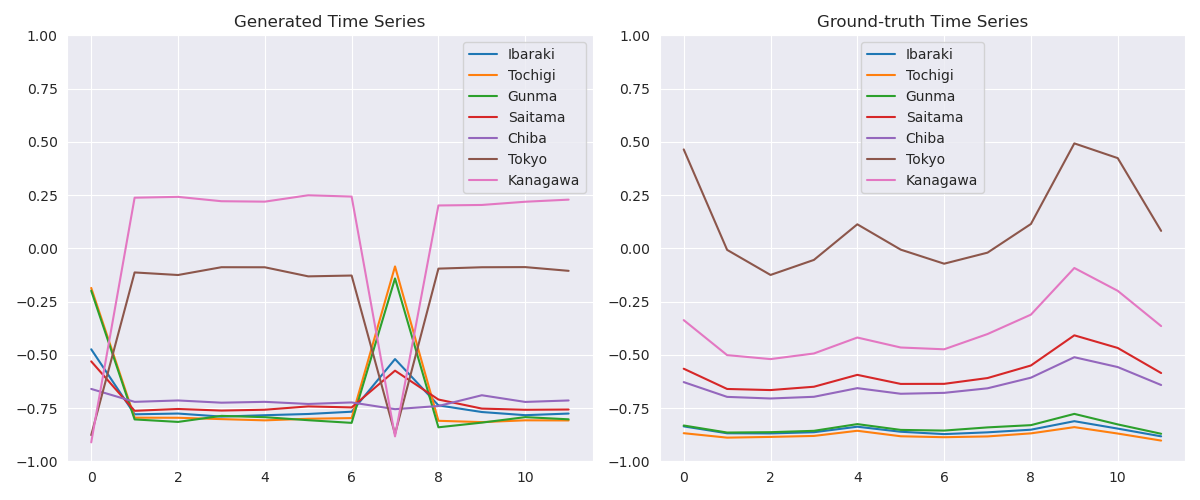 Generated Time Series
1.00
0.75
0.50
0.25
0.00
−0.25
−0.50
−0.75
−1.00
0 2 4 6 8 10
Ibaraki
Tochigi
Gunma
Saitama
Chiba
Tokyo
Kanagawa
Ground-truth Time Series
1.00
0.75
0.50
0.25
0.00
−0.25
−0.50
−0.75
−1.00
0 2 4 6 8 10
Ibaraki
Tochigi
Gunma
Saitama
Chiba
Tokyo
Kanagawa